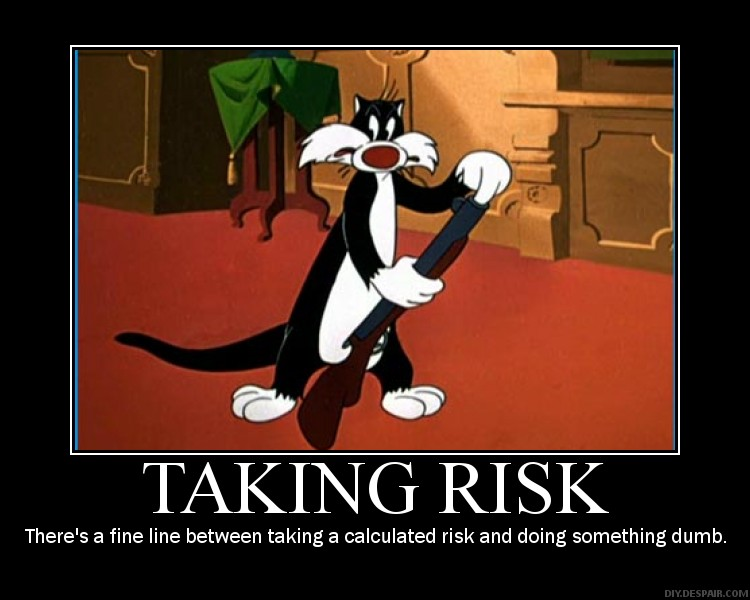 TAKING RISK
There's a fine line between taking a calculated risk and doing something dumb.
DIY.DESPAIR.COM